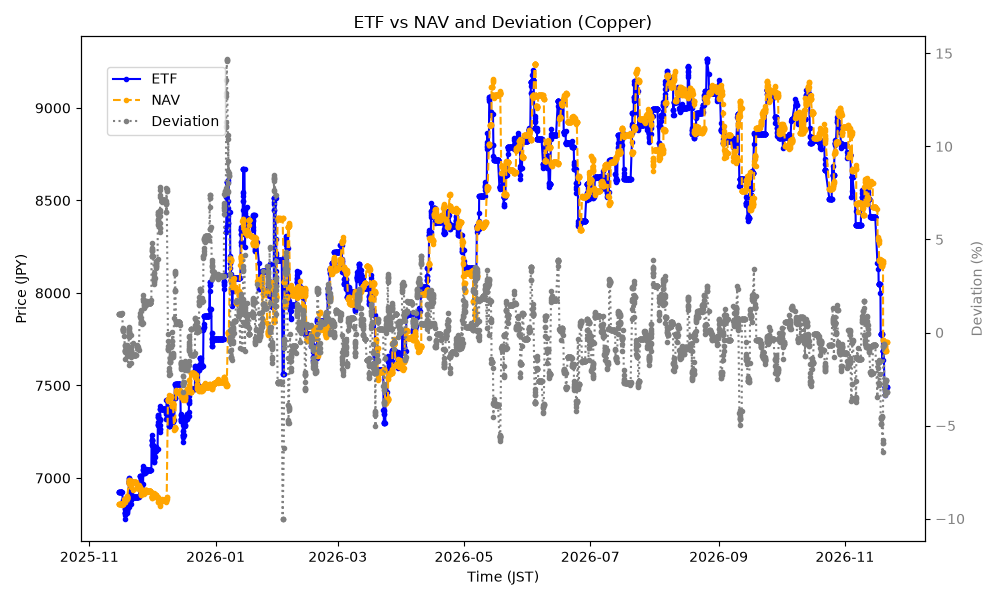 ETF vs NAV and Deviation (Copper)
ETF
NAV
Deviation
Price (JPY)
9000
8500
8000
7500
7000
15
10
5
0
−5
−10
Deviation (%)
2025-11
2026-01
2026-03
2026-05
2026-07
2026-09
2026-11
Time (JST)